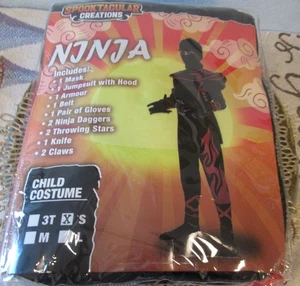 SPOOKTACULAR
CREATIONS
NINJA
Includes:
• 1 Mask
• 1 Jumpsuit with Hood
• 1 Armour
• 1 Belt
• 1 Pair of Gloves
• 2 Ninja Daggers
• 2 Throwing Stars
• 1 Knife
• 2 Claws
CHILD
COSTUME
3T X S
M L